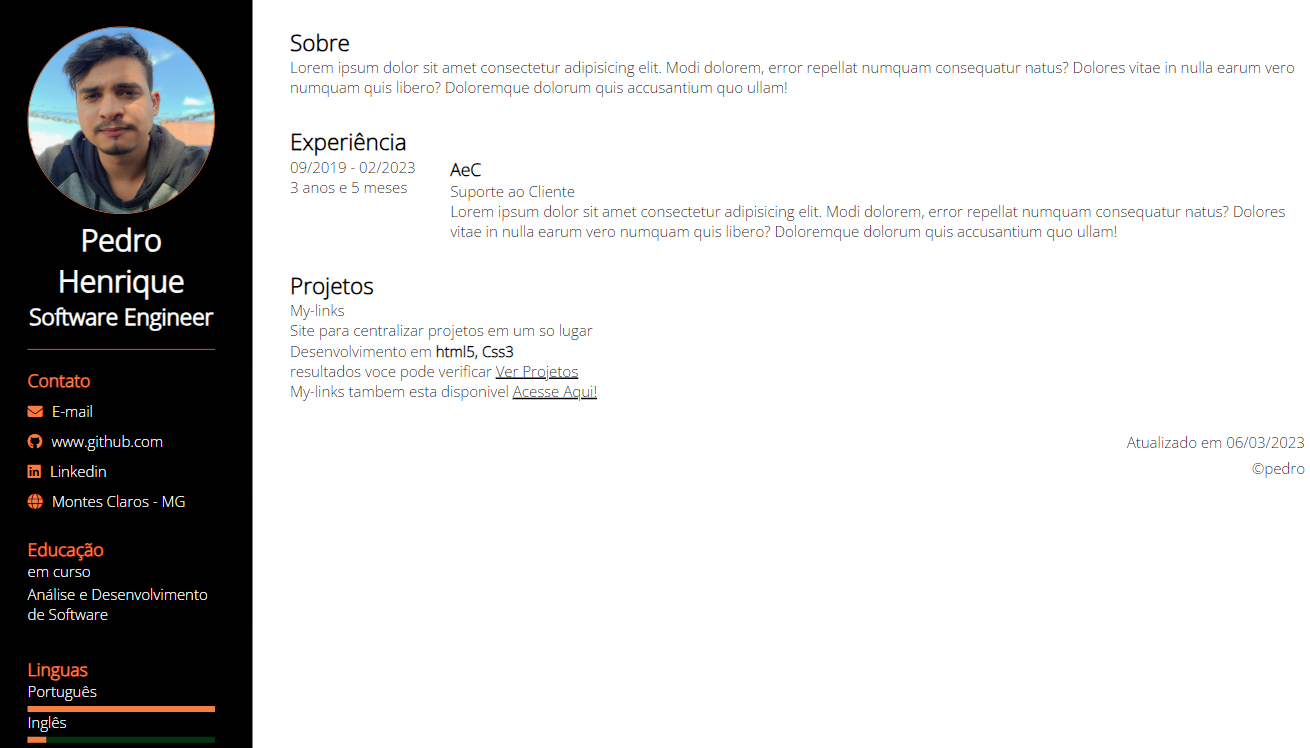 Pedro
Henrique
Software Engineer
Contato
E-mail
www.github.com
Linkedin
Montes Claros - MG
Educação
em curso
Análise e Desenvolvimento
de Software
Linguas
Português
Inglês
Sobre
Lorem ipsum dolor sit amet consectetur adipisicing elit. Modi dolorem, error repellat numquam consequatur natus? Dolores vitae in nulla earum vero
numquam quis libero? Doloremque dolorum quis accusantium quo ullam!
Experiência
09/2019 - 02/2023
3 anos e 5 meses
AeC
Suporte ao Cliente
Lorem ipsum dolor sit amet consectetur adipisicing elit. Modi dolorem, error repellat numquam consequatur natus? Dolores
vitae in nulla earum vero numquam quis libero? Doloremque dolorum quis accusantium quo ullam!
Projetos
My-links
Site para centralizar projetos em um so lugar
Desenvolvimento em html5, Css3
resultados voce pode verificar Ver Projetos
My-links tambem esta disponivel Acesse Aqui!
Atualizado em 06/03/2023
©pedro